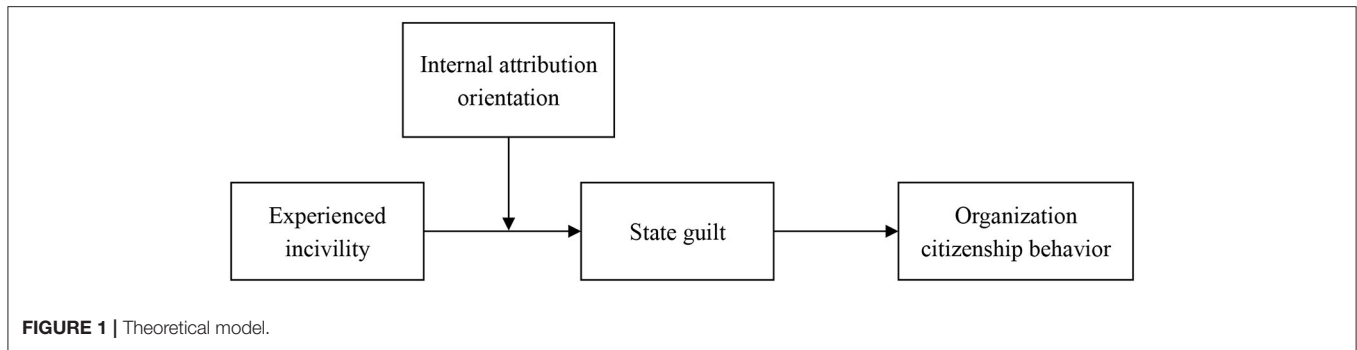 Internal attribution
orientation
Experienced
incivility
State guilt
Organization
citizenship behavior
FIGURE 1 | Theoretical model.